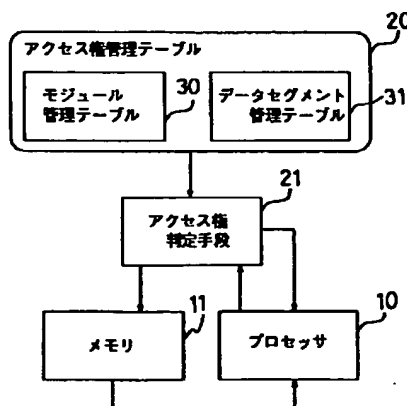 20
アクセス権管理テーブル
モジュール
管理テーブル
30
データセグメント
管理テーブル
31
21
アクセス権
判定手段
11
メモリ
10
プロセッサ